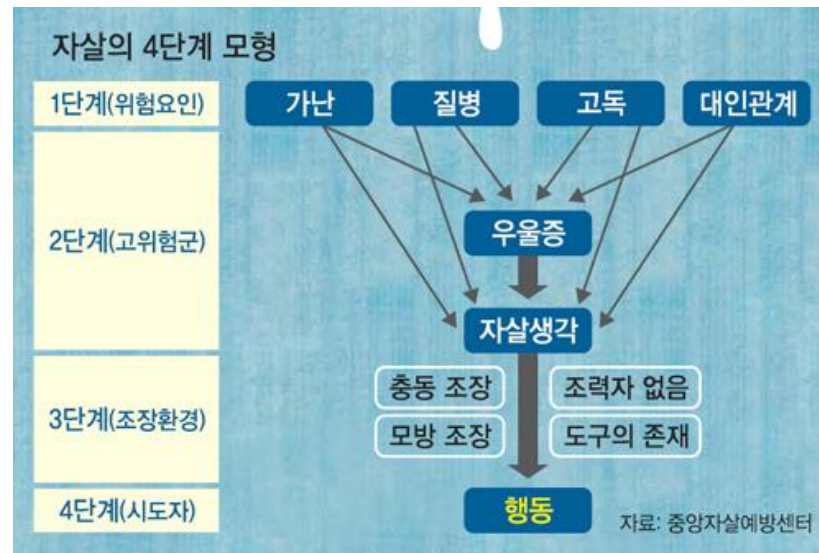 자살의 4단계 모형
1단계(위험요인)
가난
질병
고독
대인관계
2단계(고위험군)
우울증
자살생각
3단계(조장환경)
충동 조장
조력자 없음
모방 조장
도구의 존재
4단계(시도자)
행동
자료: 중앙자살예방센터